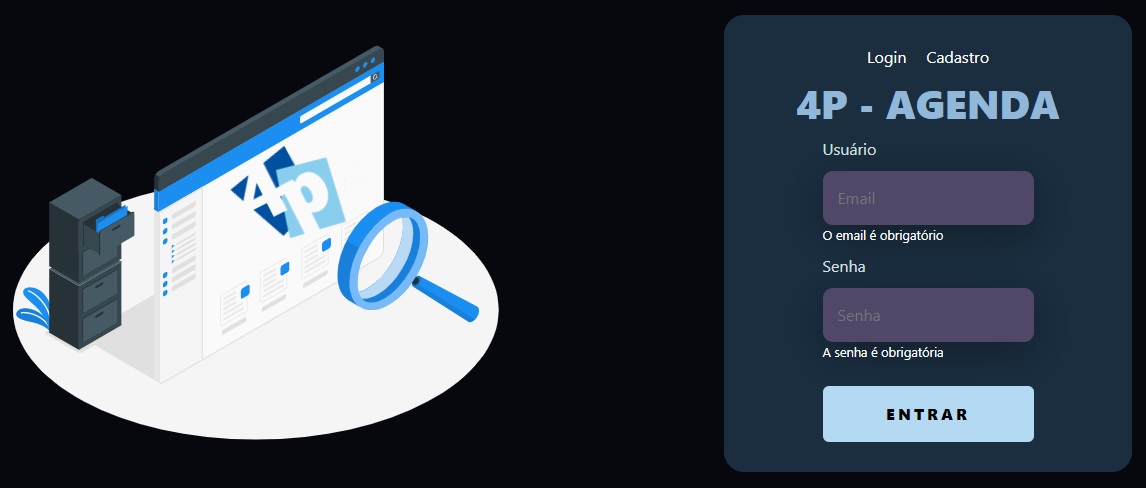 4p
Login Cadastro
4P - AGENDA
Usuário
Email
O email é obrigatório
Senha
Senha
A senha é obrigatória
ENTRAR